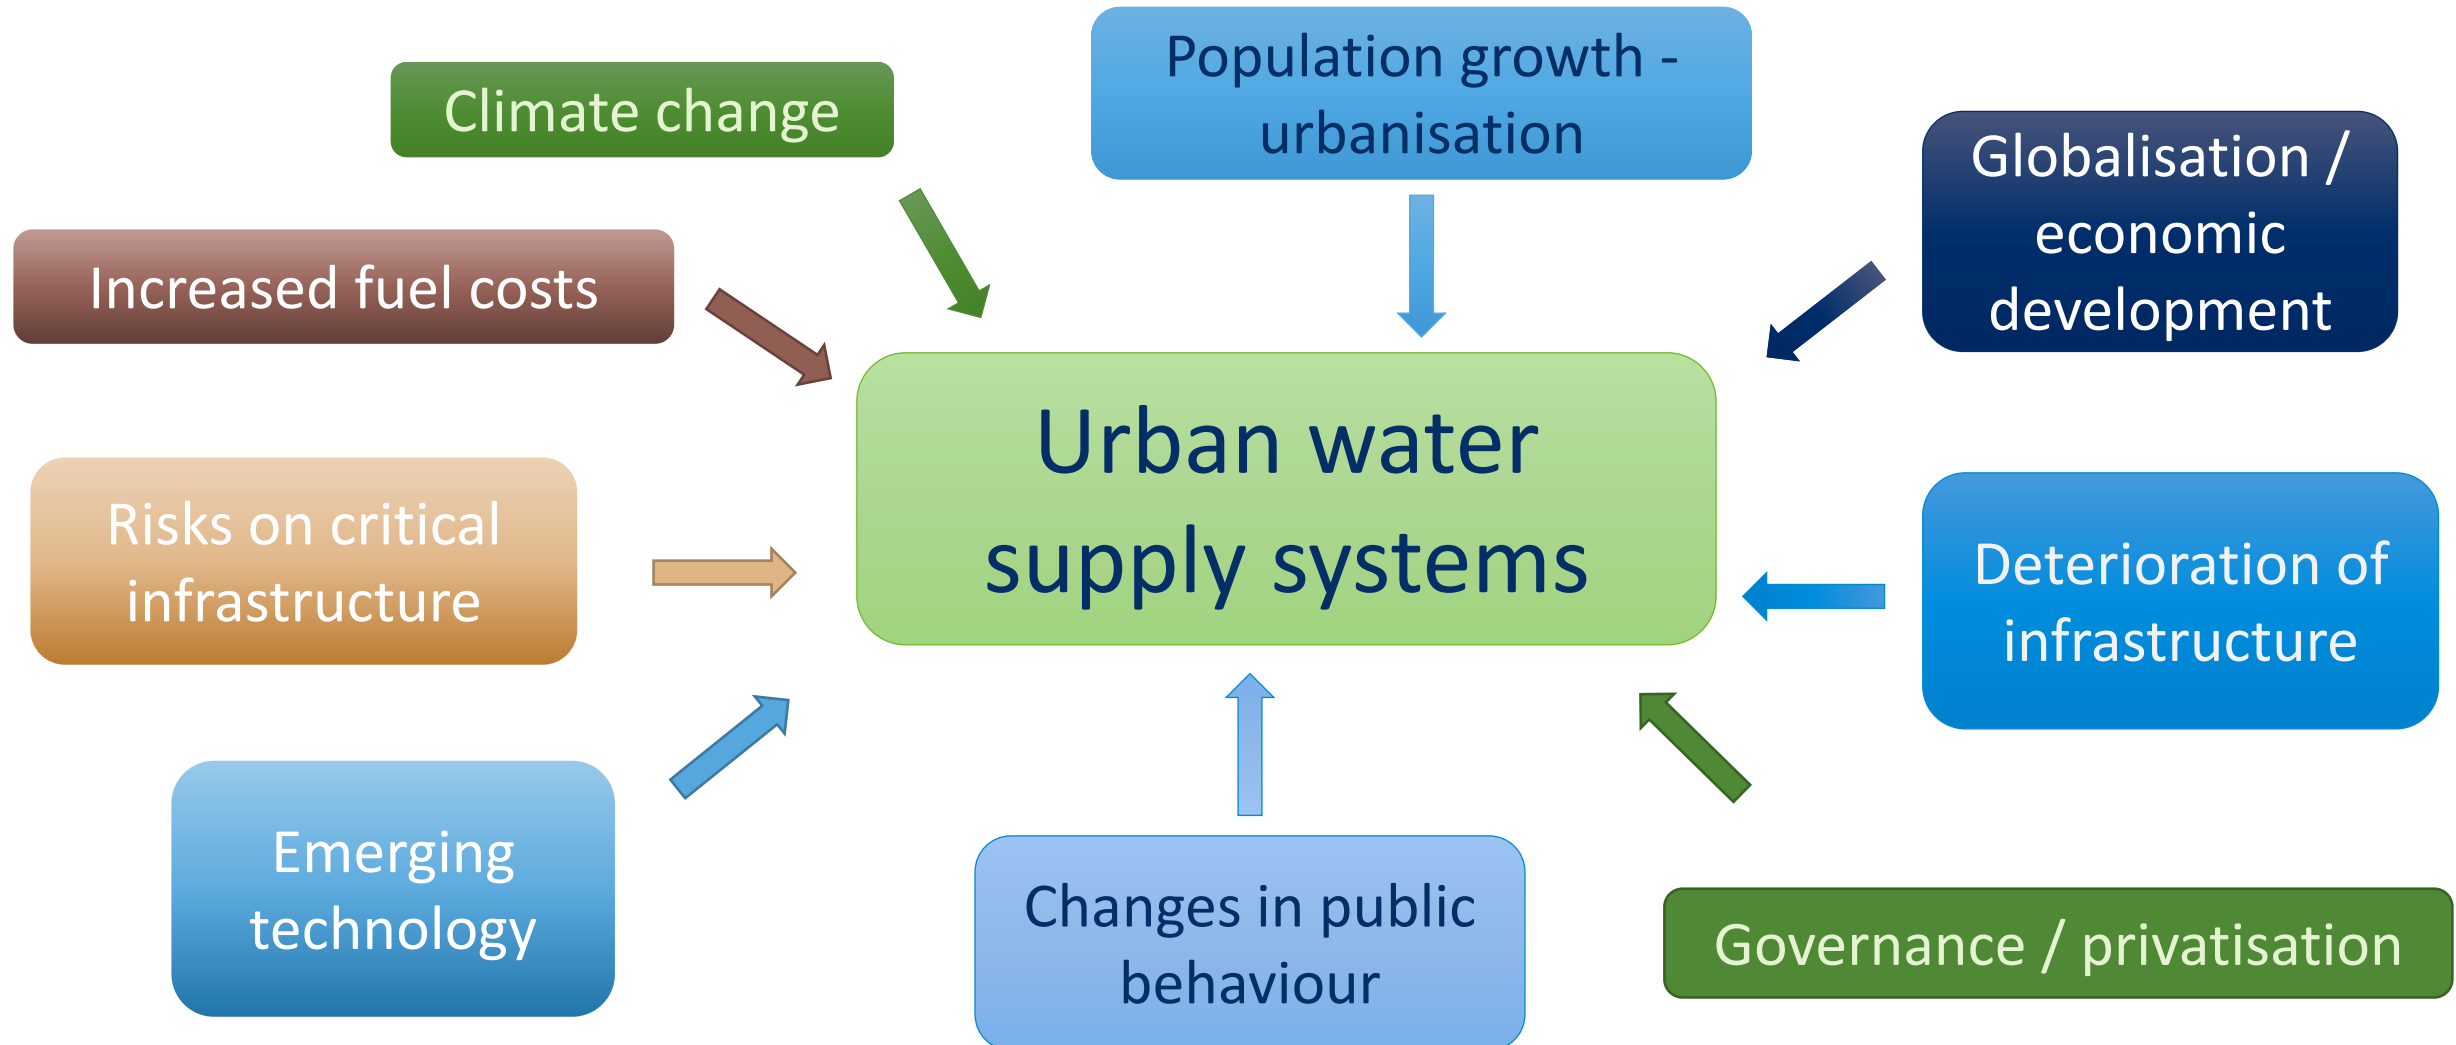 Climate change
Population growth -
urbanisation
Globalisation /
economic
development
Increased fuel costs
Urban water
supply systems
Risks on critical
infrastructure
Deterioration of
infrastructure
Emerging
technology
Changes in public
behaviour
Governance / privatisation